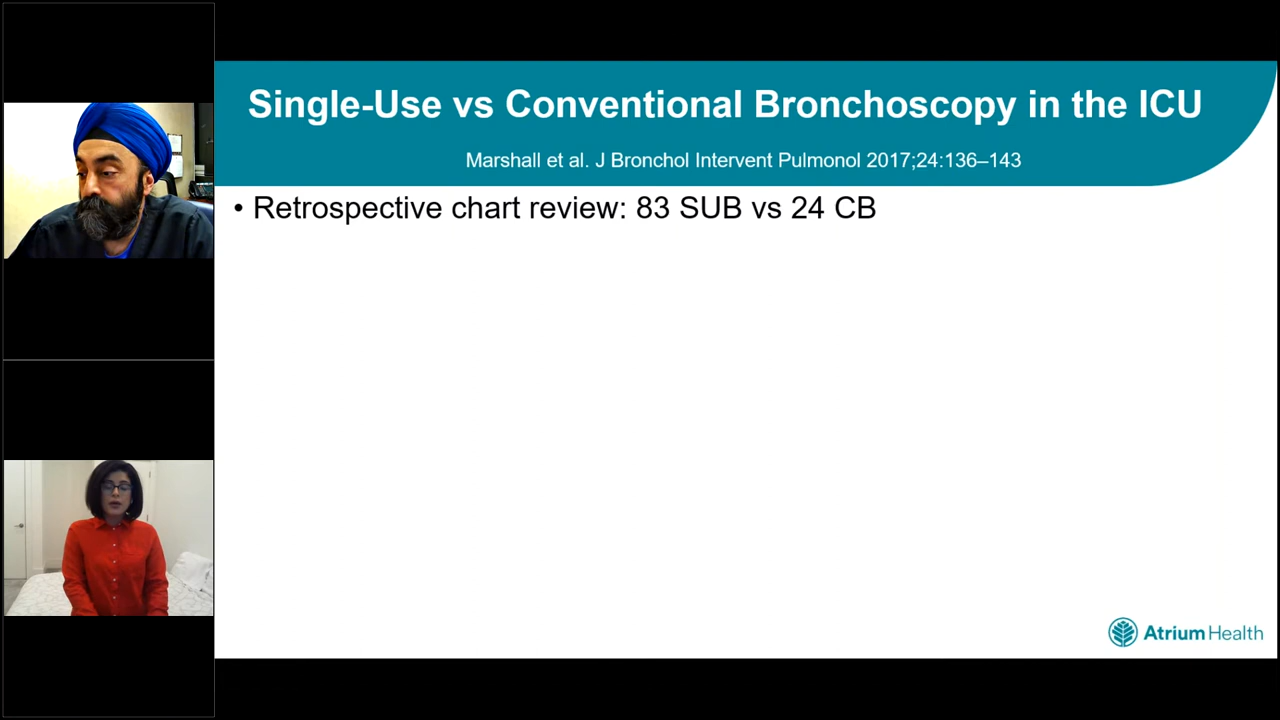 Single-Use vs Conventional Bronchoscopy in the ICU
Marshall et al. J Bronchol Intervent Pulmonol 2017;24:136–143
• Retrospective chart review: 83 SUB vs 24 CB
Atrium Health